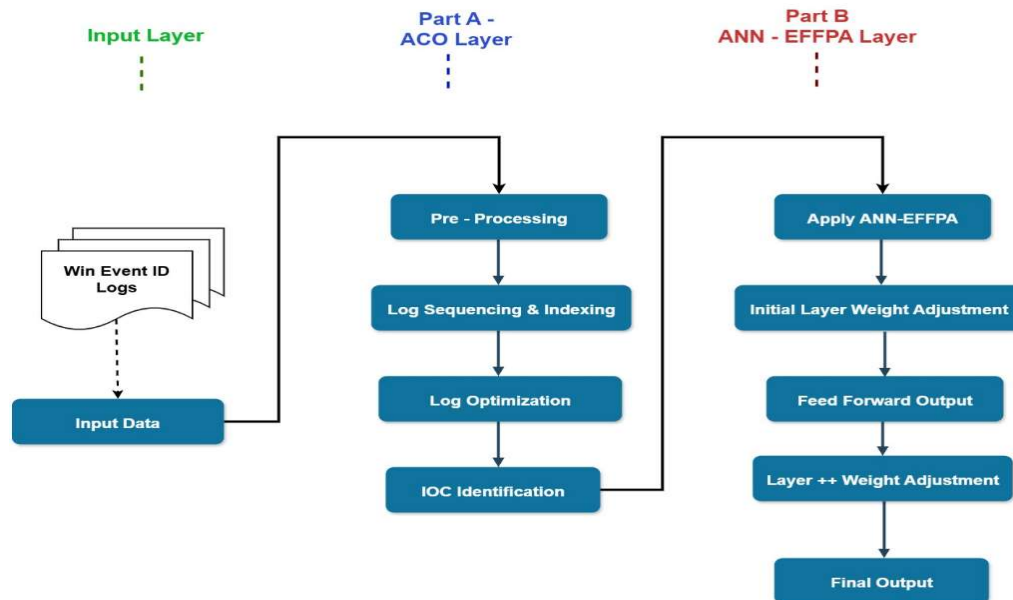 Input Layer
Part A -
ACO Layer
Part B
ANN - EFFPA Layer
Win Event ID
Logs
Input Data
Pre - Processing
Log Sequencing & Indexing
Log Optimization
IOC Identification
Apply ANN-EFFPA
Initial Layer Weight Adjustment
Feed Forward Output
Layer ++ Weight Adjustment
Final Output